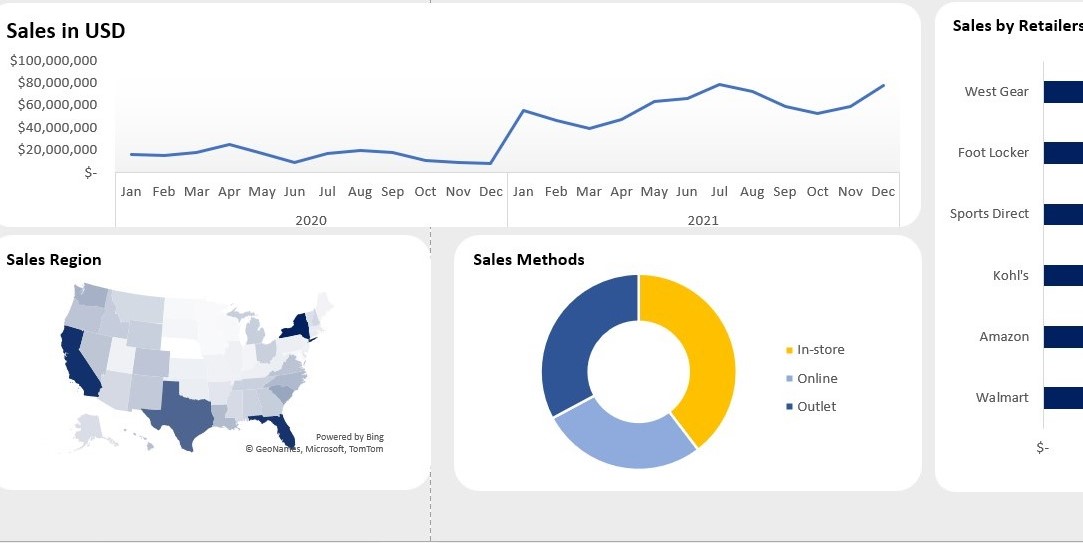 Sales in USD
$100,000,000
$80,000,000
$60,000,000
$40,000,000
$20,000,000
$-
Jan Feb Mar Apr May Jun Jul Aug Sep Oct Nov Dec Jan Feb Mar Apr May Jun Jul Aug Sep Oct Nov Dec
2020 2021
Sales Region
Powered by Bing
© GeoNames, Microsoft, TomTom
Sales Methods
In-store
Online
Outlet
Sales by Retailers
West Gear
Foot Locker
Sports Direct
Kohl's
Amazon
Walmart
$-